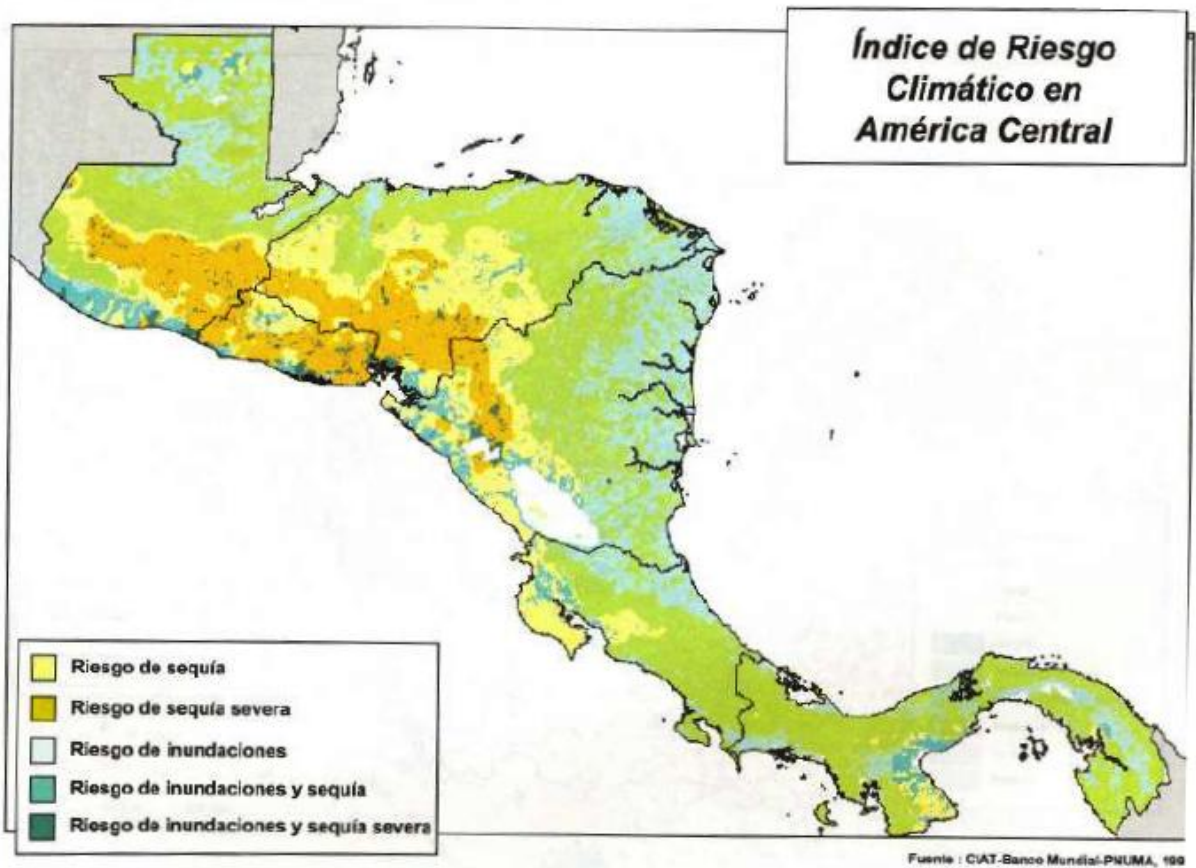 Índice de Riesgo
Climático en
América Central
Riesgo de sequía
Riesgo de sequía severa
Riesgo de inundaciones
Riesgo de inundaciones y sequía
Riesgo de inundaciones y sequía severa
Fuente : CIAT-Banco Mundial-PNUMA, 199